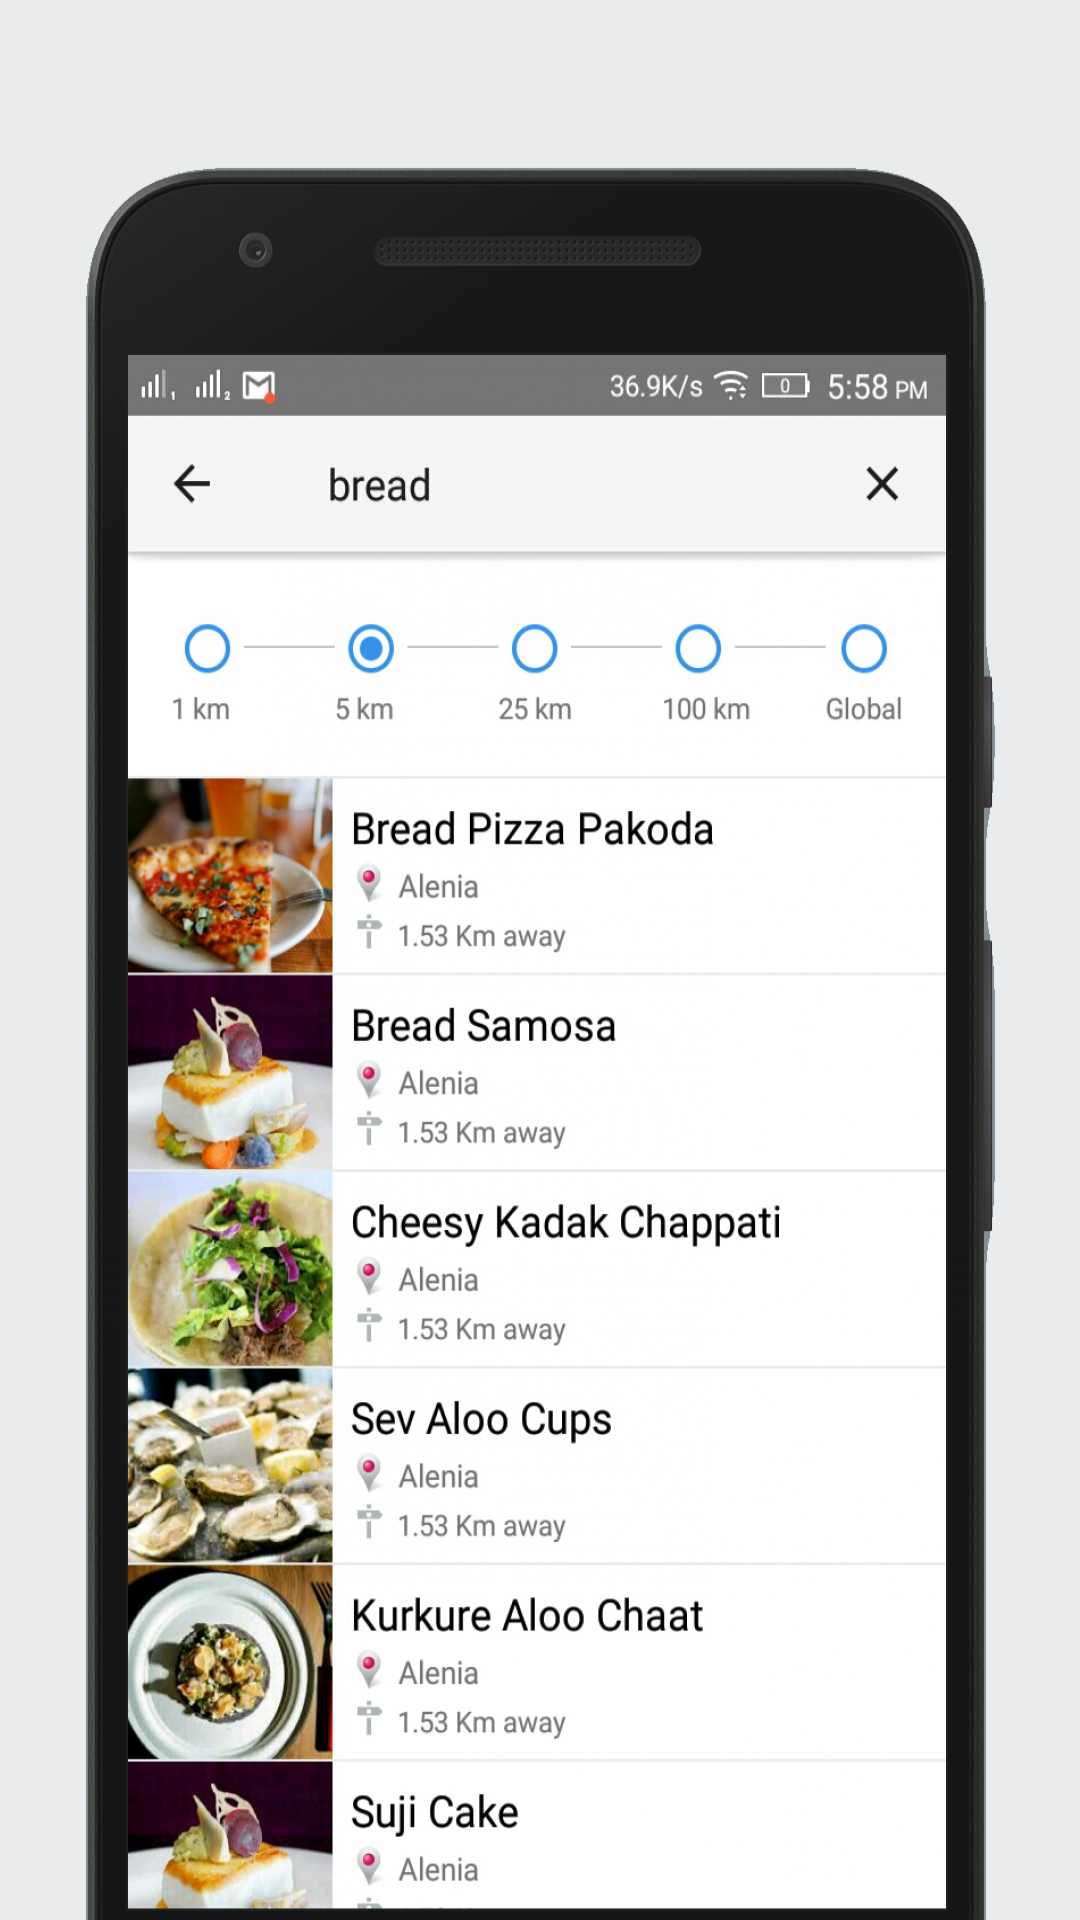 1 2 36.9K/s 0 5:58 PM
bread
1 km 5 km 25 km 100 km Global
Bread Pizza Pakoda
Alenia
1.53 Km away
Bread Samosa
Alenia
1.53 Km away
Cheesy Kadak Chappati
Alenia
1.53 Km away
Sev Aloo Cups
Alenia
1.53 Km away
Kurkure Aloo Chaat
Alenia
1.53 Km away
Suji Cake
Alenia